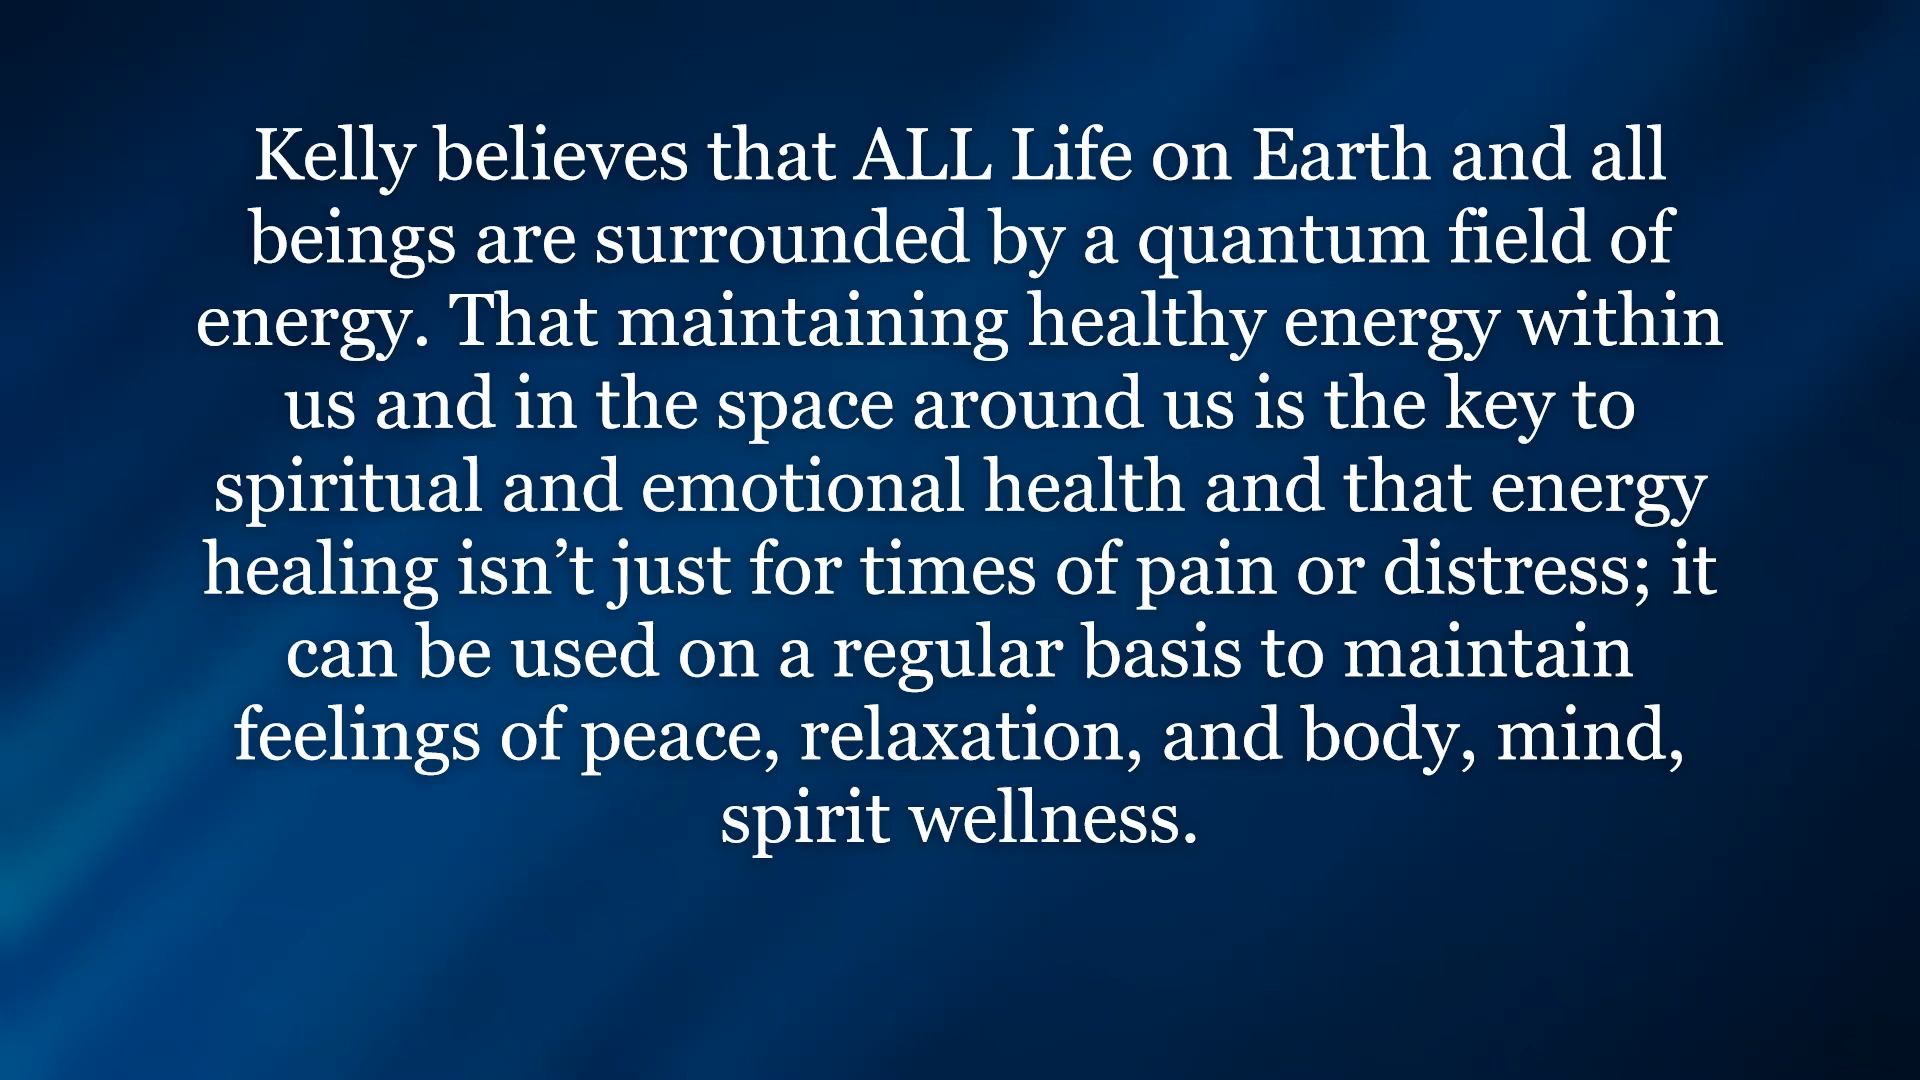 Kelly believes that ALL Life on Earth and all
beings are surrounded by a quantum field of
energy. That maintaining healthy energy within
us and in the space around us is the key to
spiritual and emotional health and that energy
healing isn’t just for times of pain or distress; it
can be used on a regular basis to maintain
feelings of peace, relaxation, and body, mind,
spirit wellness.